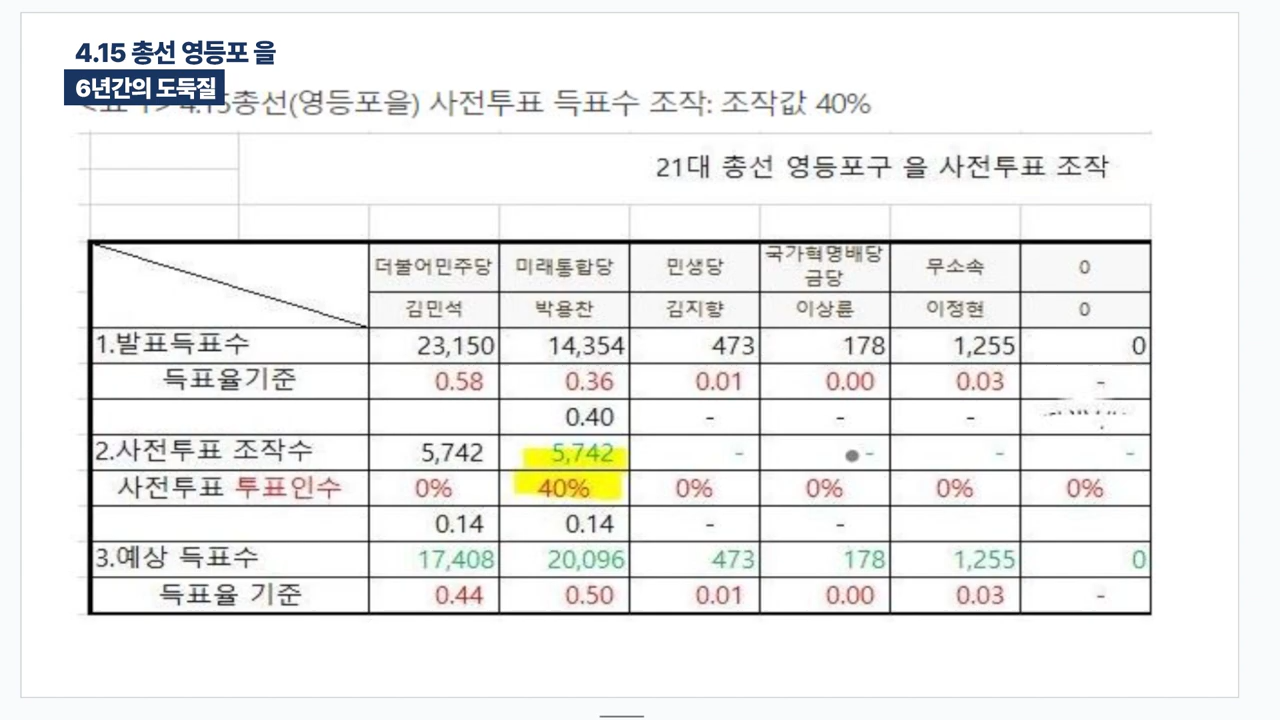 4.15 총선 영등포 을
6년간의 도둑질
4.15총선(영등포을) 사전투표 득표수 조작: 조작값 40%
21대 총선 영등포구 을 사전투표 조작
더불어민주당 미래통합당 민생당 국가혁명배당금당 무소속 0
김민석 박용찬 김지향 이상륜 이정현 0
1.발표득표수 23,150 14,354 473 178 1,255 0
득표율기준 0.58 0.36 0.01 0.00 0.03 -
0.40 - - -
2.사전투표 조작수 5,742 5,742 - - - -
사전투표 투표인수 0% 40% 0% 0% 0% 0%
0.14 0.14 - -
3.예상 득표수 17,408 20,096 473 178 1,255 0
득표율 기준 0.44 0.50 0.01 0.00 0.03 -